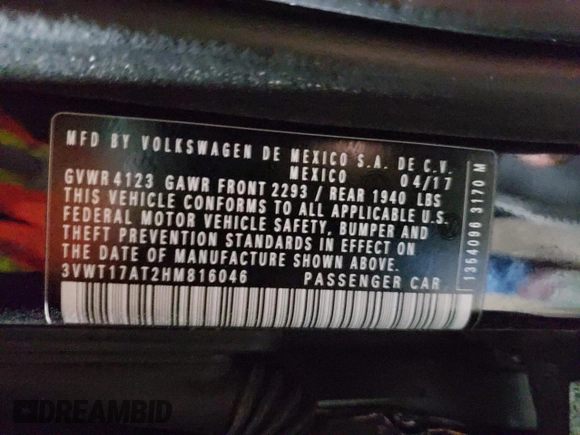 MFD BY VOLKSWAGEN DE MEXICO S.A. DE C.V.
MEXICO 04/17
GVWR 4123 GAWR FRONT 2293 / REAR 1940 LBS
THIS VEHICLE CONFORMS TO ALL APPLICABLE U.S.
FEDERAL MOTOR VEHICLE SAFETY, BUMPER AND
THEFT PREVENTION STANDARDS IN EFFECT ON
THE DATE OF MANUFACTURE SHOWN ABOVE.
3VWT17AT2HM816046 PASSENGER CAR
1354096 3170 M
DREAMBID